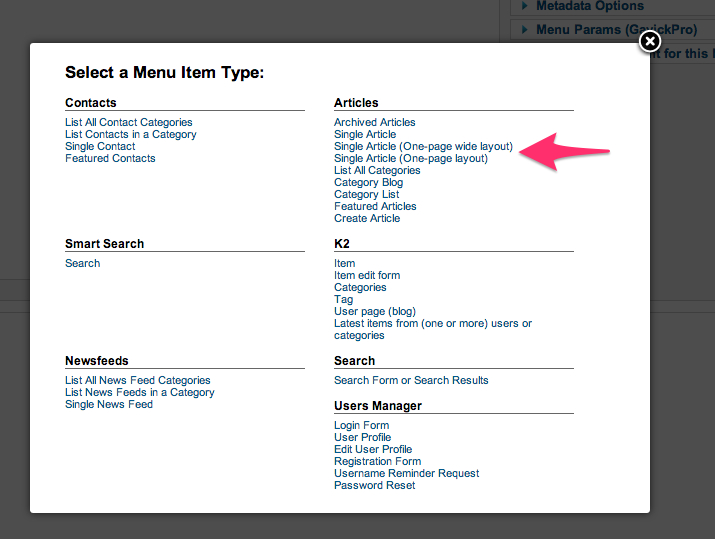 Metadata Options
Menu Params (GavickPro)
it for this
Select a Menu Item Type:
Contacts
List All Contact Categories
List Contacts in a Category
Single Contact
Featured Contacts
Articles
Archived Articles
Single Article
Single Article (One-page wide layout)
Single Article (One-page layout)
List All Categories
Category Blog
Category List
Featured Articles
Create Article
Smart Search
Search
K2
Item
Item edit form
Categories
Tag
User page (blog)
Latest items from (one or more) users or
categories
Newsfeeds
List All News Feed Categories
List News Feeds in a Category
Single News Feed
Search
Search Form or Search Results
Users Manager
Login Form
User Profile
Edit User Profile
Registration Form
Username Reminder Request
Password Reset